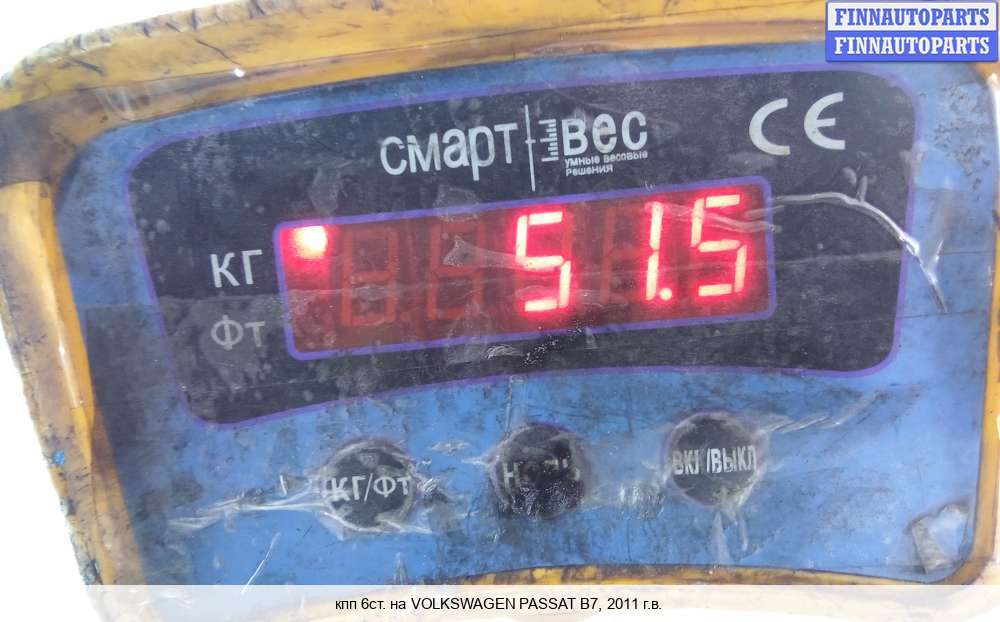 FINNAUTOPARTS
FINNAUTOPARTS
смарт вес
умные весовые
решения
CE
51.5
КГ
Фт
КГ/Фт ВКЛ/ВЫКЛ
кпп 6ст. на VOLKSWAGEN PASSAT B7, 2011 г.в.